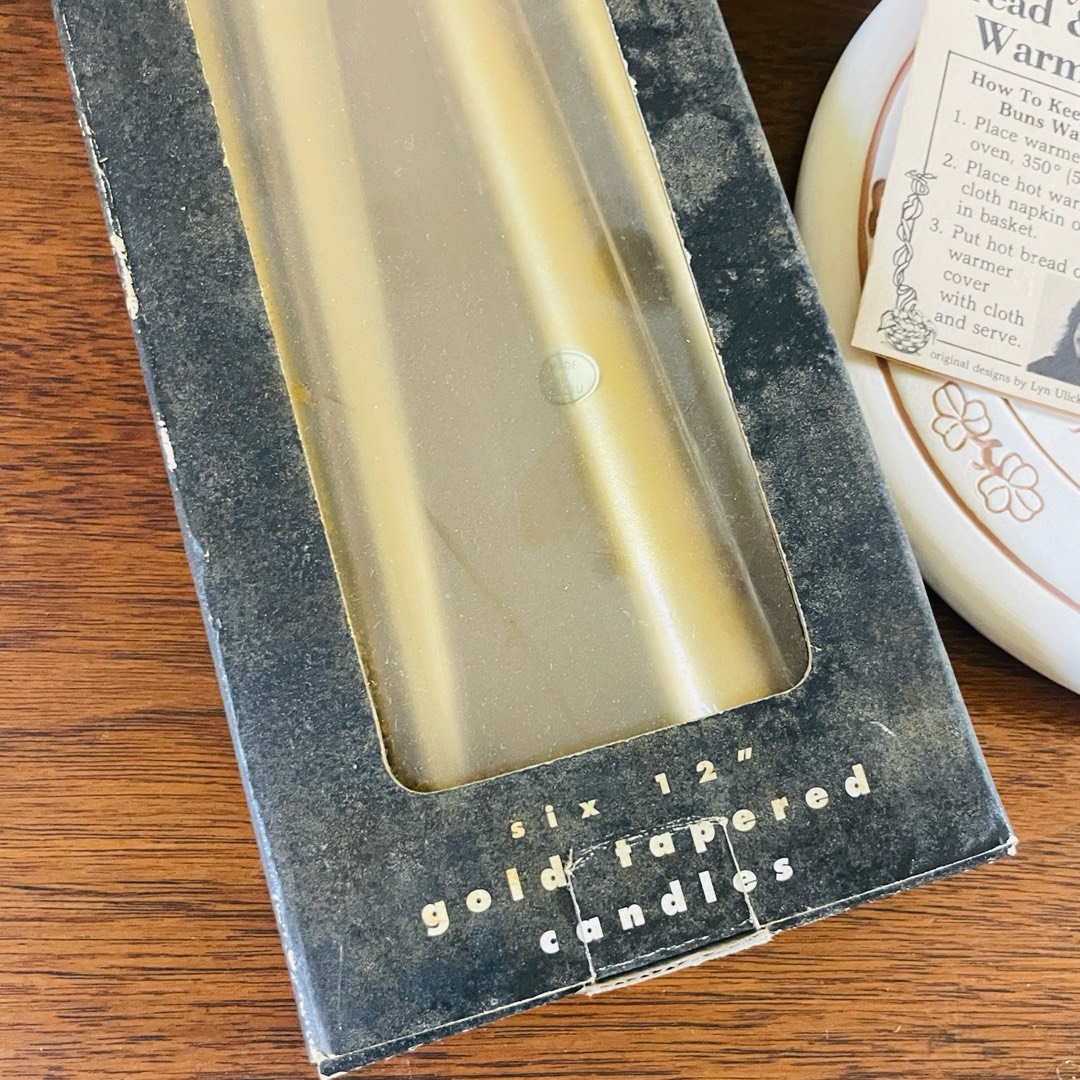 six 12"
gold tapered
candles
&
Warm
How To Kee
Buns Wa
1. Place warme
oven, 350° (5
2. Place hot war
cloth napkin o
in basket.
3. Put hot bread o
warmer
cover
with cloth
and serve.
original designs by Lyn Ulick